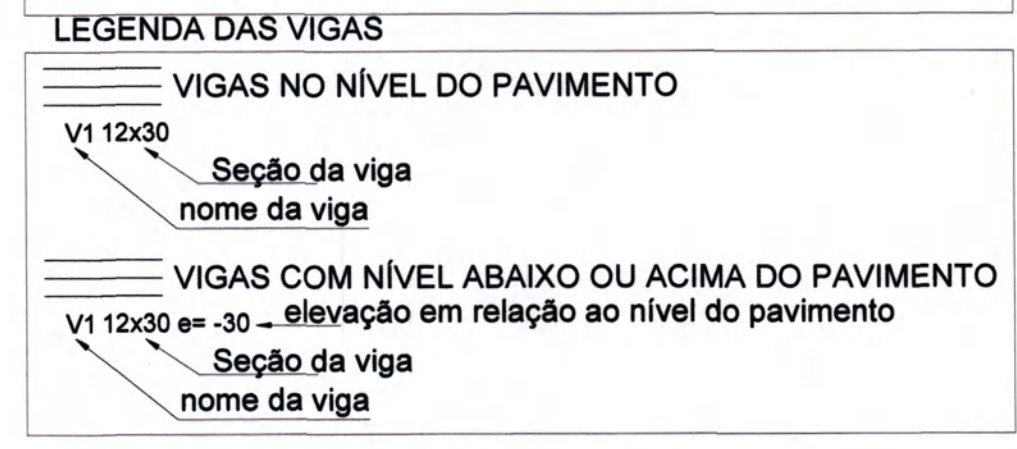 LEGENDA DAS VIGAS
VIGAS NO NÍVEL DO PAVIMENTO
V1 12x30
Seção da viga
nome da viga
VIGAS COM NÍVEL ABAIXO OU ACIMA DO PAVIMENTO
V1 12x30 e= -30 elevação em relação ao nível do pavimento
Seção da viga
nome da viga